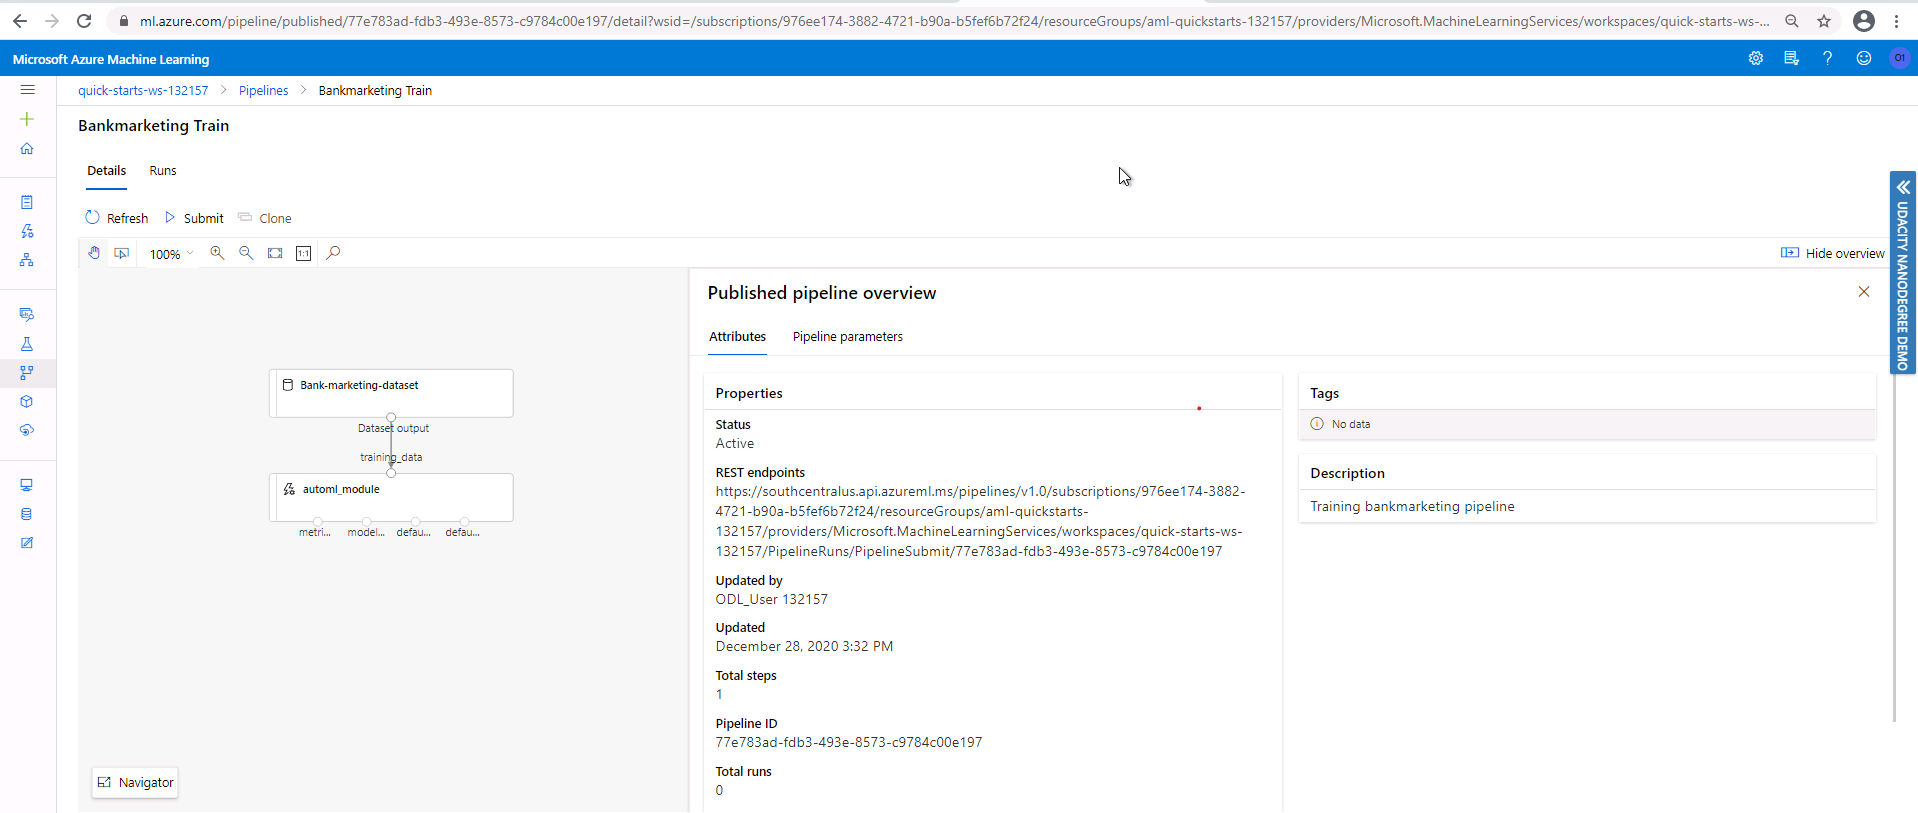 ml.azure.com/pipeline/published/77e783ad-fdb3-493e-8573-c9784c00e197/detail?wsid=/subscriptions/976ee174-3882-4721-b90a-b5fef6b72f24/resourceGroups/aml-quickstarts-132157/providers/Microsoft.MachineLearningServices/workspaces/quick-starts-ws-...
Microsoft Azure Machine Learning
O1
quick-starts-ws-132157 > Pipelines > Bankmarketing Train
Bankmarketing Train
Details Runs
Refresh Submit Clone
100% 1:1 Hide overview
UDACITY NANODEGREE DEMO
Bank-marketing-dataset
Dataset output
training_data
automl_module
metri... model... defau... defau...
Navigator
Published pipeline overview
Attributes Pipeline parameters
Properties
Status
Active
REST endpoints
https://southcentralus.api.azureml.ms/pipelines/v1.0/subscriptions/976ee174-3882-
4721-b90a-b5fef6b72f24/resourceGroups/aml-quickstarts-
132157/providers/Microsoft.MachineLearningServices/workspaces/quick-starts-ws-
132157/PipelineRuns/PipelineSubmit/77e783ad-fdb3-493e-8573-c9784c00e197
Updated by
ODL_User 132157
Updated
December 28, 2020 3:32 PM
Total steps
1
Pipeline ID
77e783ad-fdb3-493e-8573-c9784c00e197
Total runs
0
Tags
No data
Description
Training bankmarketing pipeline